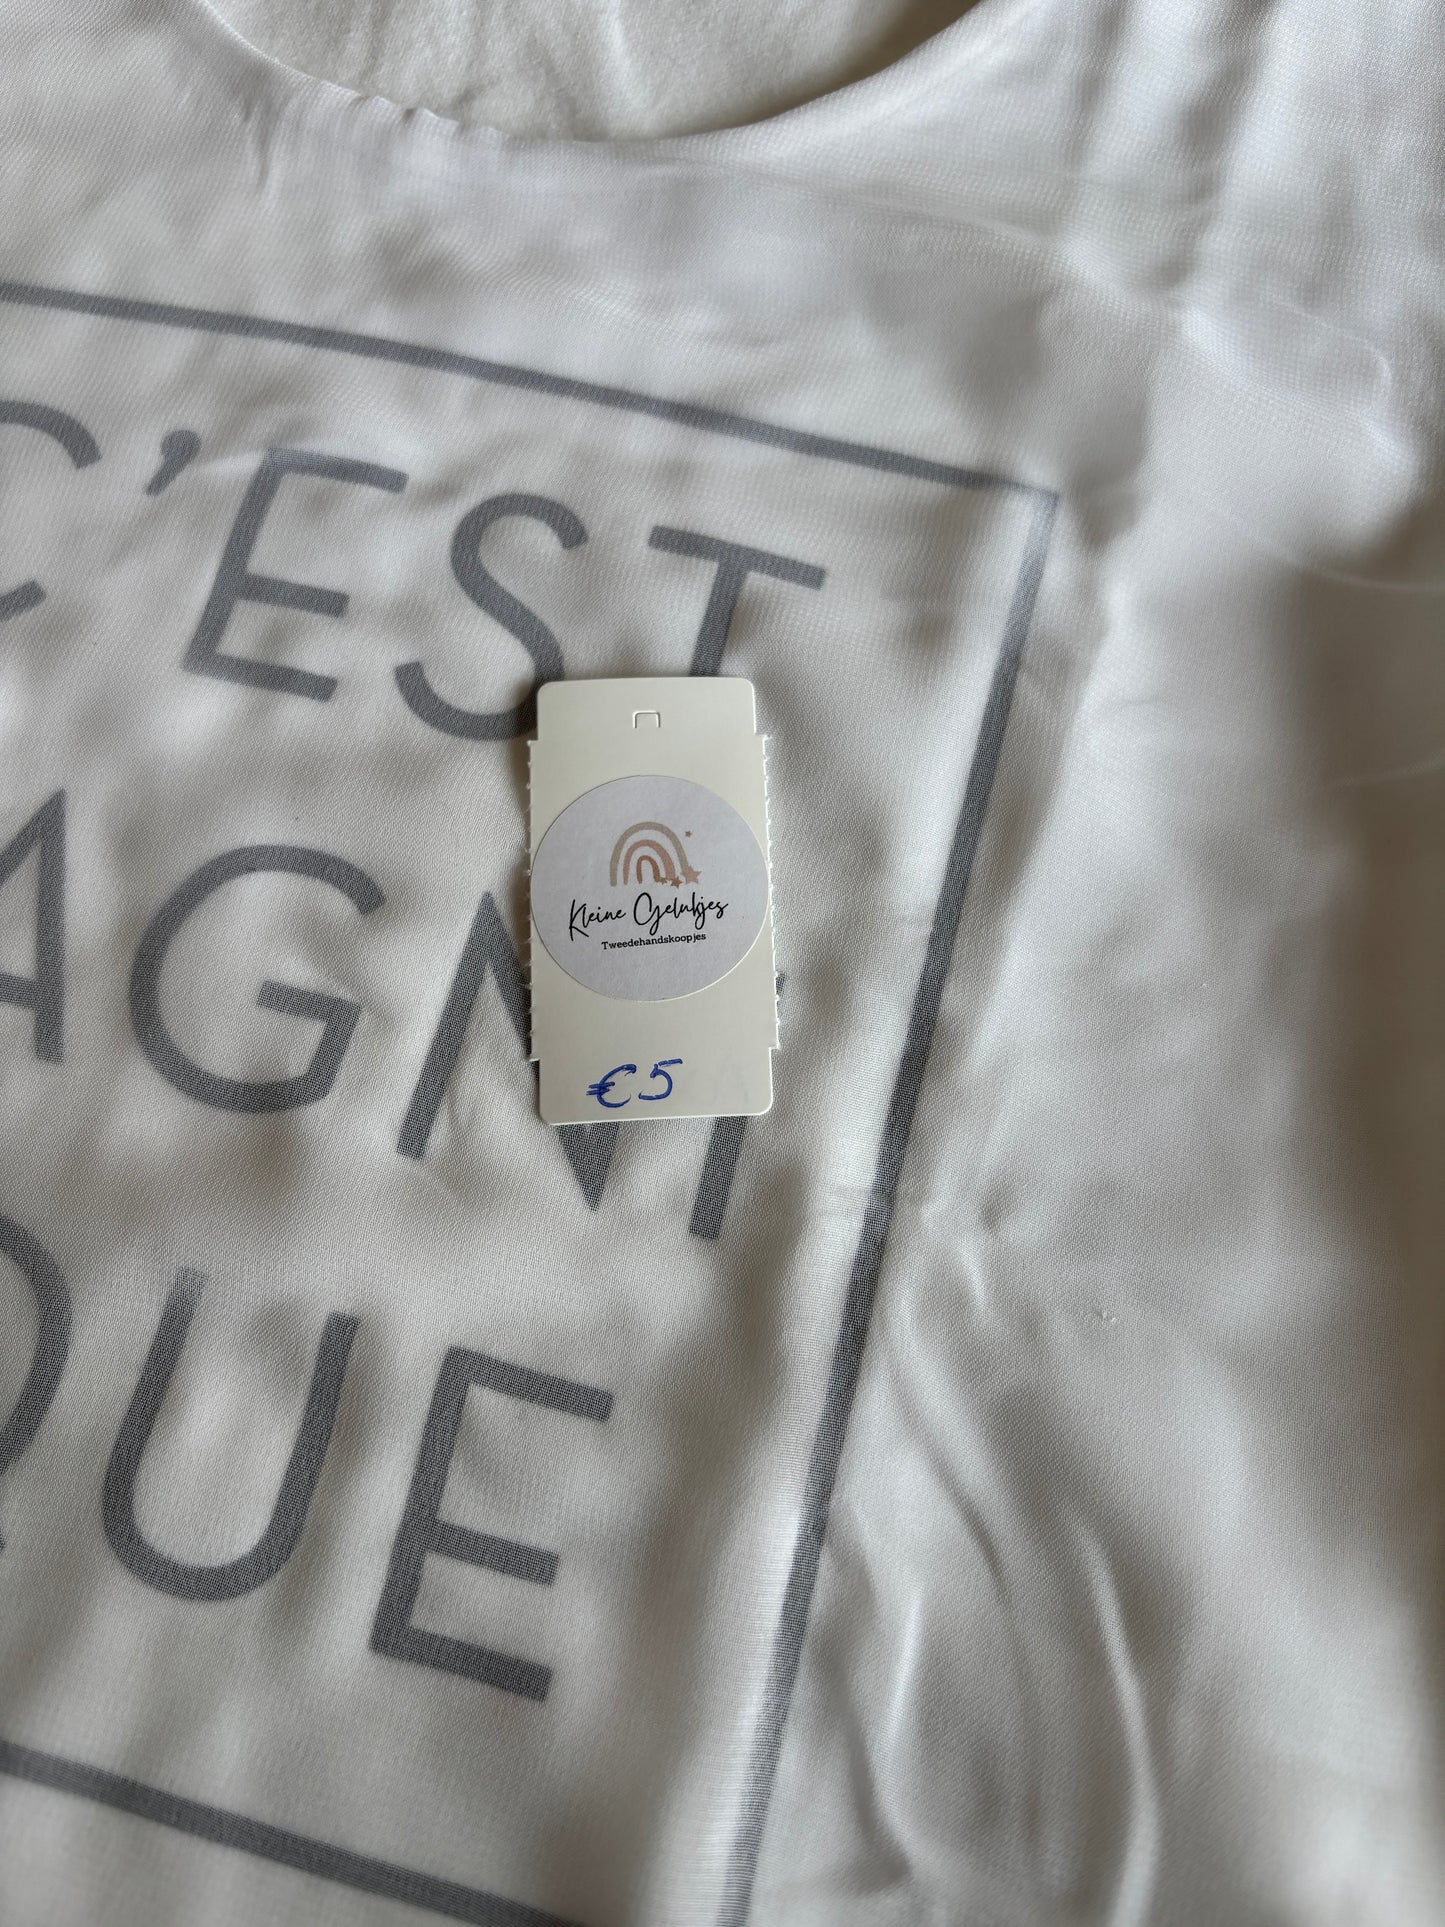 C'EST
Kleine Gelukjes
Tweedehandskoopjes
€5
AGNI
QUE